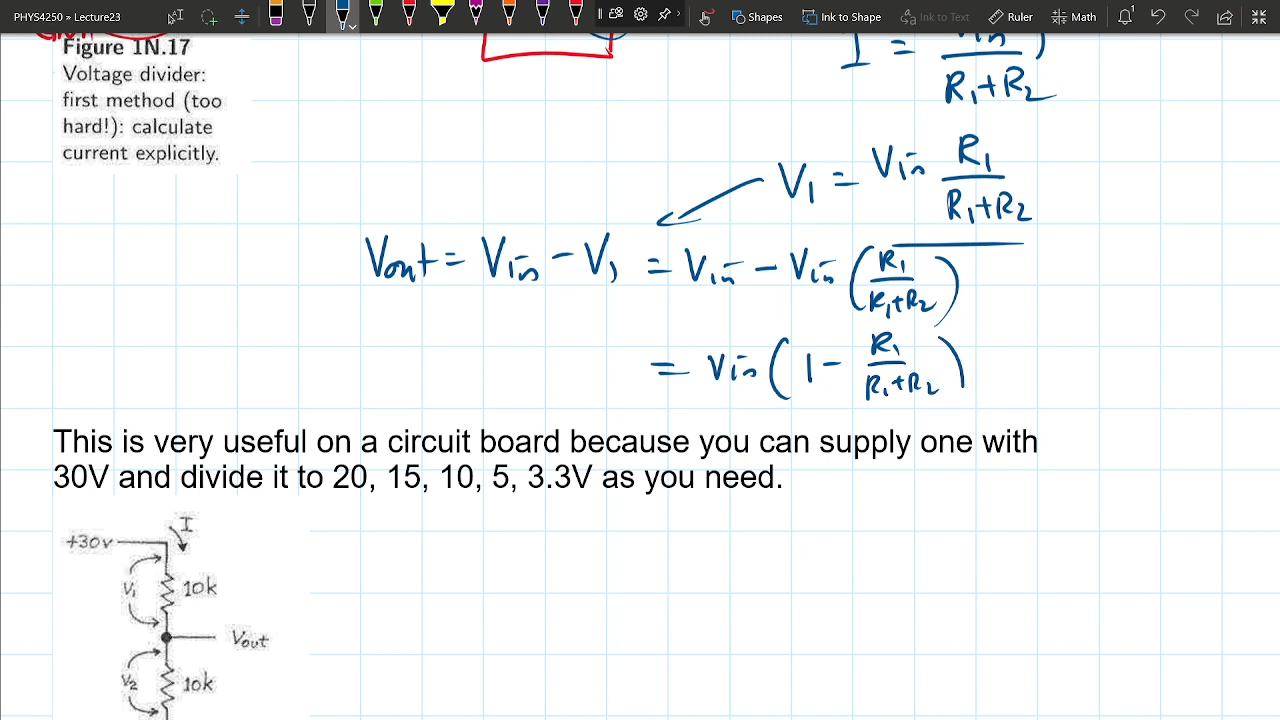 PHYS4250 » Lecture23
Shapes
Ink to Shape
Ink to Text
Ruler
Math
Figure 1N.17
Voltage divider:
first method (too
hard!): calculate
current explicitly.
I = Vin / (R1+R2)
V1 = Vin R1 / (R1+R2)
Vout = Vin - V1 = Vin - Vin (R1 / (R1+R2))
= Vin (1 - R1 / (R1+R2))
This is very useful on a circuit board because you can supply one with
30V and divide it to 20, 15, 10, 5, 3.3V as you need.
I
+30v
V1
10k
Vout
V2
10k